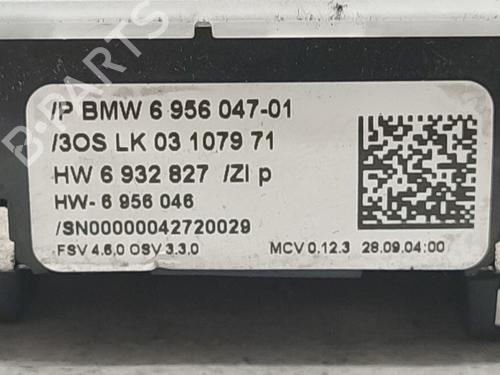 /P BMW 6 956 047-01
/3OS LK 03 1079 71
HW 6 932 827 /ZI p
HW- 6 956 046
/SN00000042720029
FSV 4.6,0 OSV 3.3.0 MCV 0.12.3 28.09.04:00
B-PARTS